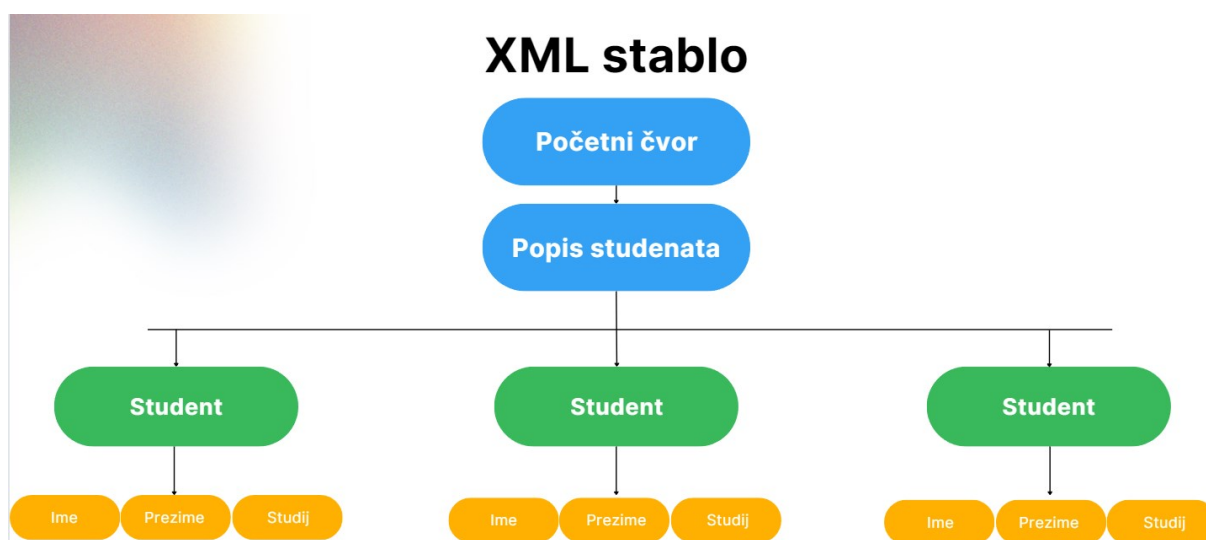 XML stablo
Početni čvor
Popis studenata
Student
Student
Student
Ime
Prezime
Studij
Ime
Prezime
Studij
Ime
Prezime
Studij